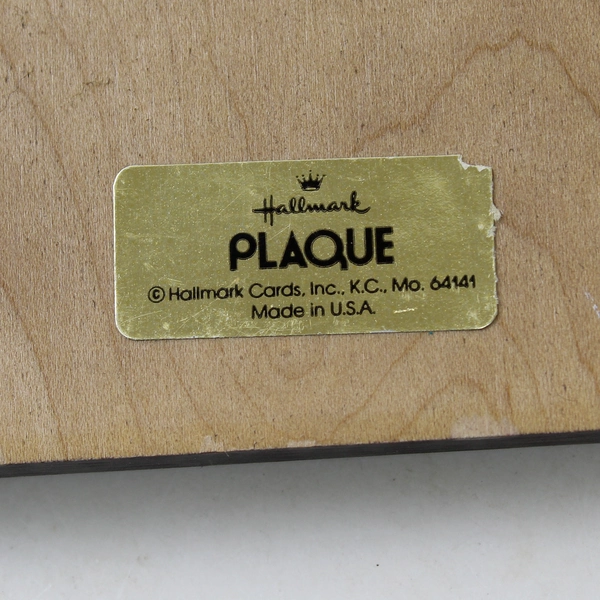 Hallmark
PLAQUE
© Hallmark Cards, Inc., K.C., Mo. 64141
Made in U.S.A.